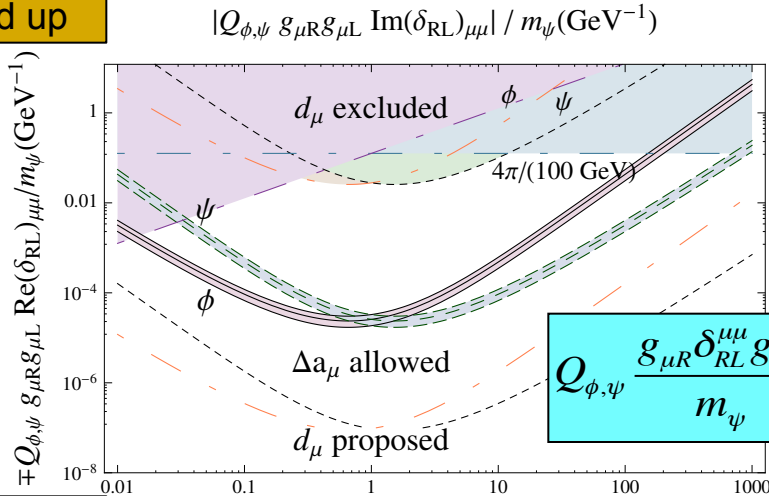 d up
|Q_{ϕ,ψ} g_{μR}g_{μL} Im(δ_{RL})_{μμ}| / m_ψ(GeV⁻¹)
∓Q_{ϕ,ψ} g_{μR}g_{μL} Re(δ_{RL})_{μμ}/m_ψ(GeV⁻¹)
1
0.01
10⁻⁴
10⁻⁶
10⁻⁸
d_μ excluded
ϕ
ψ
4π/(100 GeV)
ψ
ϕ
Δa_μ allowed
d_μ proposed
Q_{ϕ,ψ} g_{μR}δ_{RL}^{μμ}g
m_ψ
0.01 0.1 1 10 100 1000